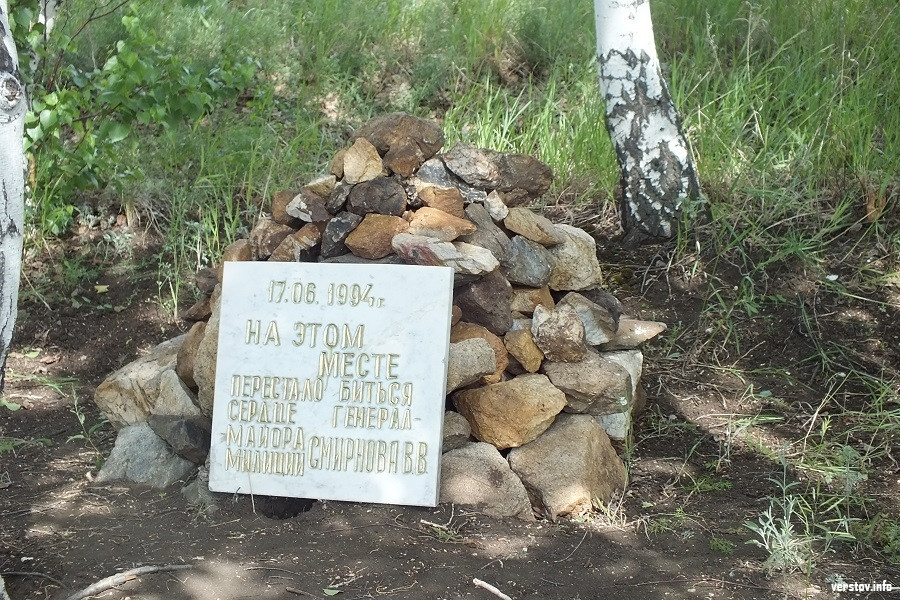 17.06. 1994г.
НА ЭТОМ
МЕСТЕ
ПЕРЕСТАЛО БИТЬСЯ
СЕРДЦЕ ГЕНЕРАЛ-
-МАЙОРА СМИРНОВА В.В.
МИЛИЦИИ
verstov.info